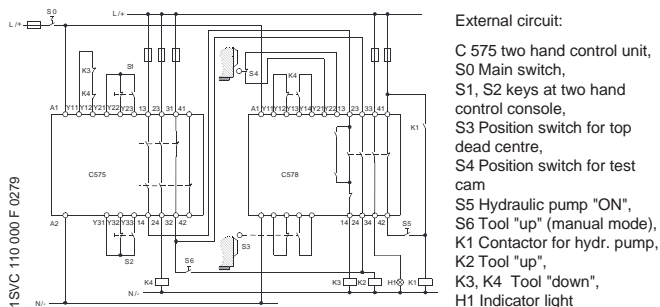 L /+
S0
L /+
K3
S1
K4
S4
K4
A1 Y11 Y12 Y21 Y22 Y23 13 23 31 41
A1 Y11 Y12 Y13 Y14 Y21 Y22 13 23 33 41
K1
C575
C578
A2 Y31 Y32 Y33 14 24 32 42
14 24 34 42
S5
S2
S6
S3
K4
K3 K2 H1 K1
N/-
N/-
1SVC 110 000 F 0279
External circuit:
C 575 two hand control unit,
S0 Main switch,
S1, S2 keys at two hand
control console,
S3 Position switch for top
dead centre,
S4 Position switch for test
cam
S5 Hydraulic pump "ON",
S6 Tool "up" (manual mode),
K1 Contactor for hydr. pump,
K2 Tool "up",
K3, K4 Tool "down",
H1 Indicator light